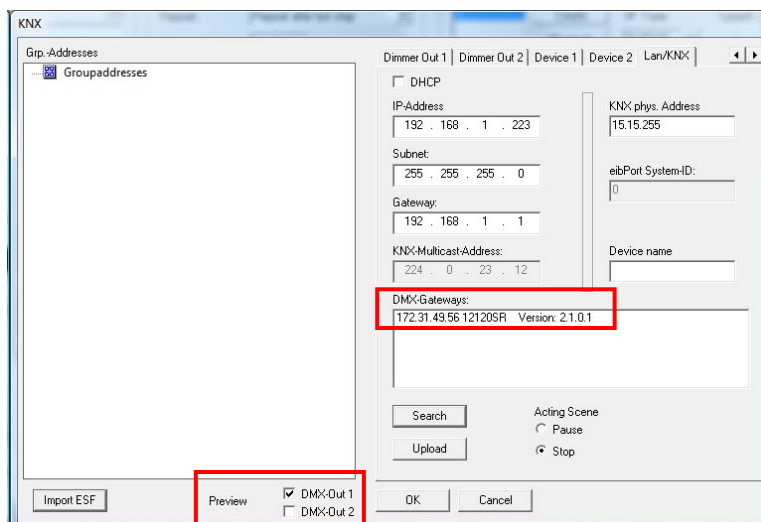 KNX
Grp.-Addresses
Groupaddresses
Import ESF
Preview
DMX-Out 1
DMX-Out 2
Dimmer Out 1 Dimmer Out 2 Device 1 Device 2 Lan/KNX
DHCP
IP-Address
192 . 168 . 1 . 223
Subnet:
255 . 255 . 255 . 0
Gateway:
192 . 168 . 1 . 1
KNX-Multicast-Address:
224 . 0 . 23 . 12
KNX phys. Address
15.15.255
eibPort System-ID:
0
Device name
DMX-Gateways:
172.31.49.56 12120SR Version: 2.1.0.1
Search
Upload
Acting Scene
Pause
Stop
OK
Cancel